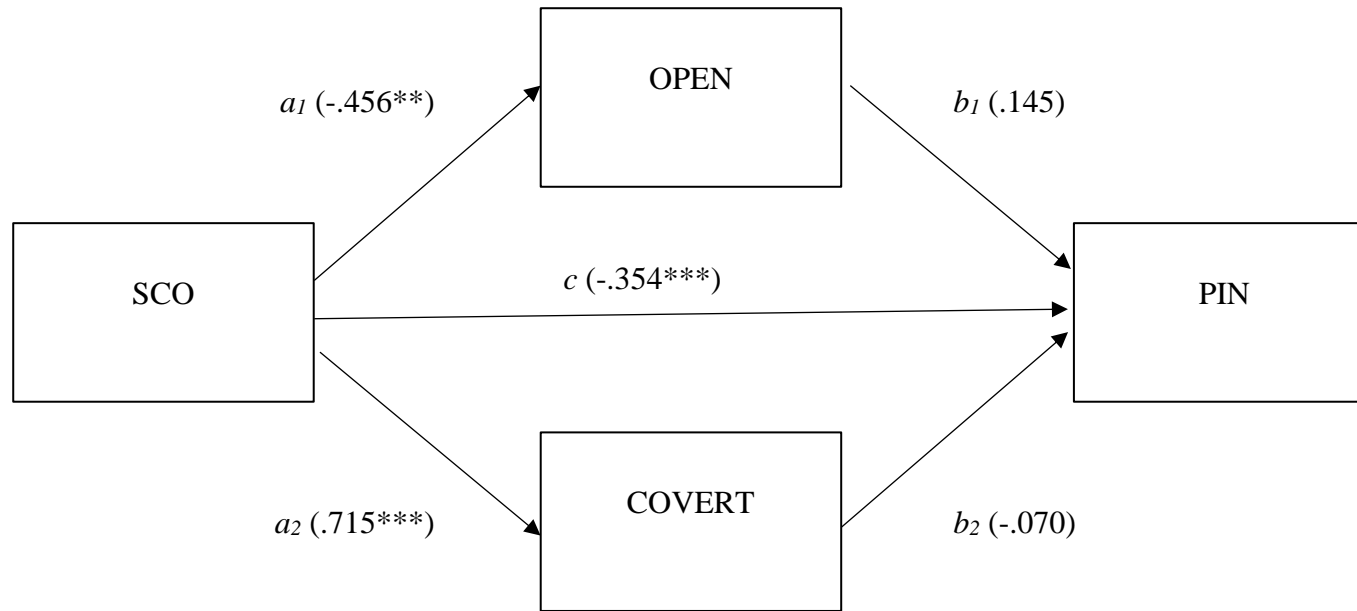 OPEN
a1 (-.456**)
b1 (.145)
SCO
c (-.354***)
PIN
COVERT
a2 (.715***)
b2 (-.070)